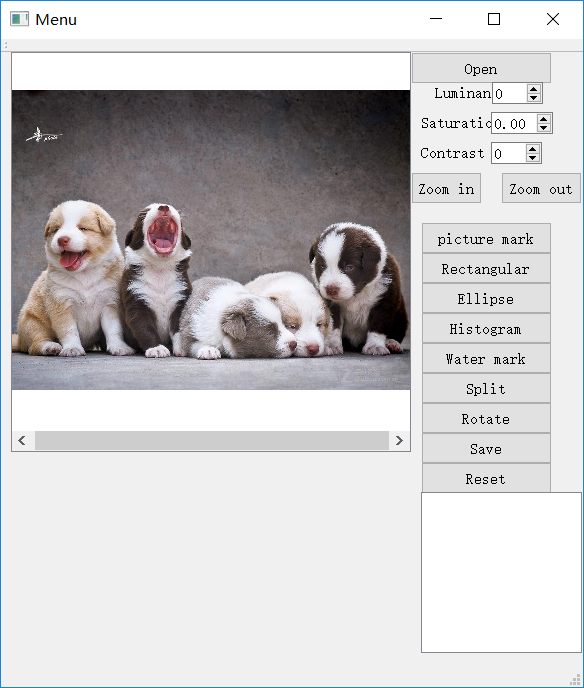 Menu
Open
Luminan
0
Saturatio
0.00
Contrast
0
Zoom in
Zoom out
picture mark
Rectangular
Ellipse
Histogram
Water mark
Split
Rotate
Save
Reset
photo